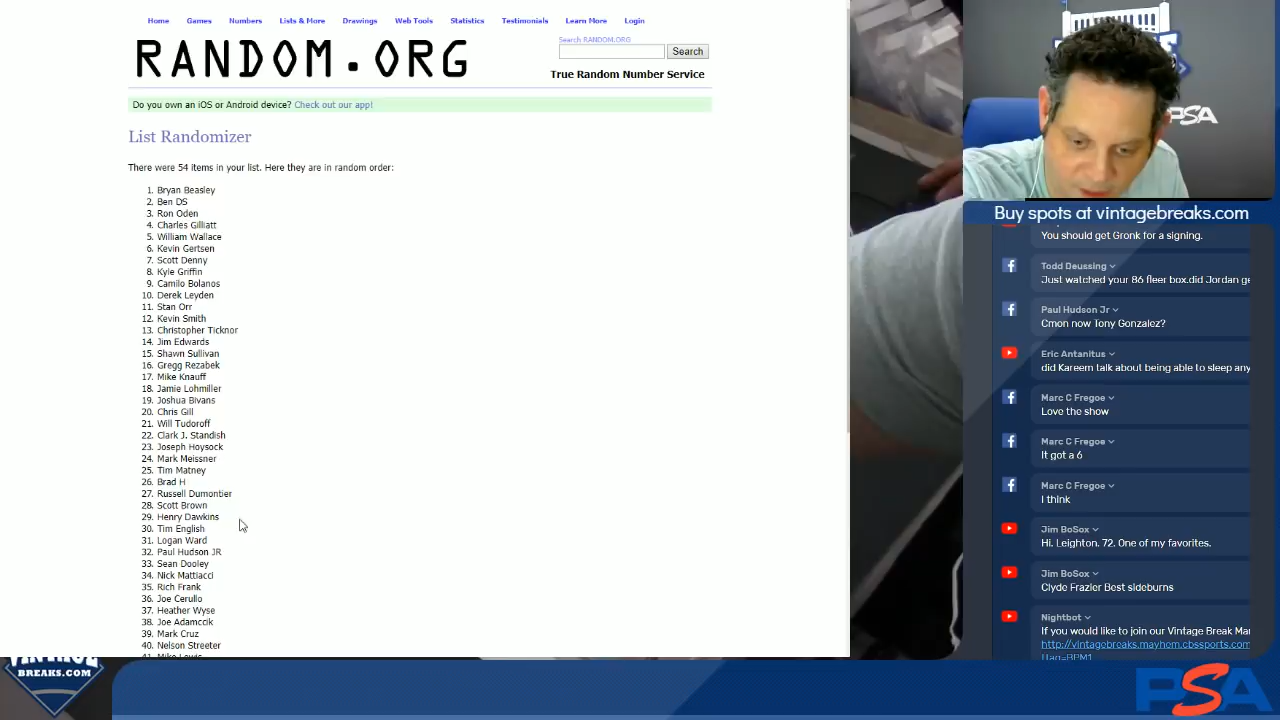 Home Games Numbers Lists & More Drawings Web Tools Statistics Testimonials Learn More Login
RANDOM.ORG
Search RANDOM.ORG
Search
True Random Number Service
Do you own an iOS or Android device? Check out our app!
List Randomizer
There were 54 items in your list. Here they are in random order:
1. Bryan Beasley
2. Ben DS
3. Ron Oden
4. Charles Gilliatt
5. William Wallace
6. Kevin Gertsen
7. Scott Denny
8. Kyle Griffin
9. Camilo Bolanos
10. Derek Leyden
11. Stan Orr
12. Kevin Smith
13. Christopher Ticknor
14. Jim Edwards
15. Shawn Sullivan
16. Gregg Rezabek
17. Mike Knauff
18. Jamie Lohmiller
19. Joshua Bivans
20. Chris Gill
21. Will Tudoroff
22. Clark J. Standish
23. Joseph Hoysock
24. Mark Meissner
25. Tim Matney
26. Brad H
27. Russell Dumontier
28. Scott Brown
29. Henry Dawkins
30. Tim English
31. Logan Ward
32. Paul Hudson JR
33. Sean Dooley
34. Nick Mattiacci
35. Rich Frank
36. Joe Cerullo
37. Heather Wyse
38. Joe Adamccik
39. Mark Cruz
40. Nelson Streeter
41. Mike Lewis
PSA
Buy spots at vintagebreaks.com
You should get Gronk for a signing.
Todd Deussing
Just watched your 86 fleer box.did Jordan ge
Paul Hudson Jr
Cmon now Tony Gonzalez?
Eric Antanitus
did Kareem talk about being able to sleep any
Marc C Fregoe
Love the show
Marc C Fregoe
It got a 6
Marc C Fregoe
I think
Jim BoSox
Hi. Leighton. 72. One of my favorites.
Jim BoSox
Clyde Frazier Best sideburns
Nightbot
If you would like to join our Vintage Break Mar
http://vintagebreaks.mayhem.cbssports.com
!tag=BPM1
VINTAGE
BREAKS.COM
PSA